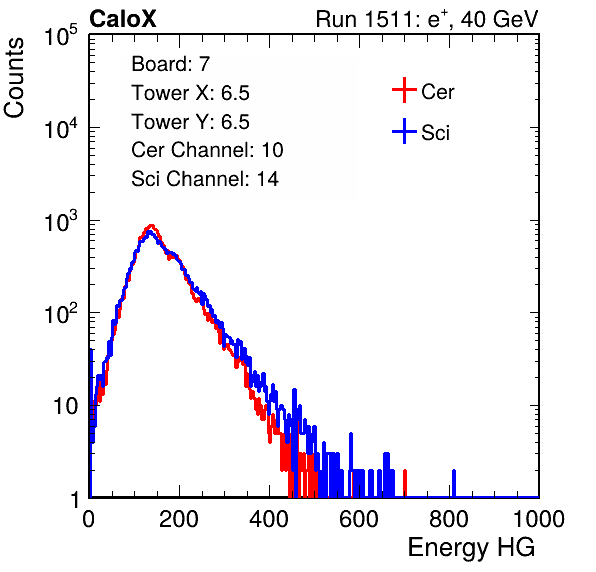 CaloX Run 1511: e⁺, 40 GeV
Counts
10⁵
10⁴
10³
10²
10
1
Board: 7
Tower X: 6.5
Tower Y: 6.5
Cer Channel: 10
Sci Channel: 14
Cer
Sci
0 200 400 600 800 1000
Energy HG